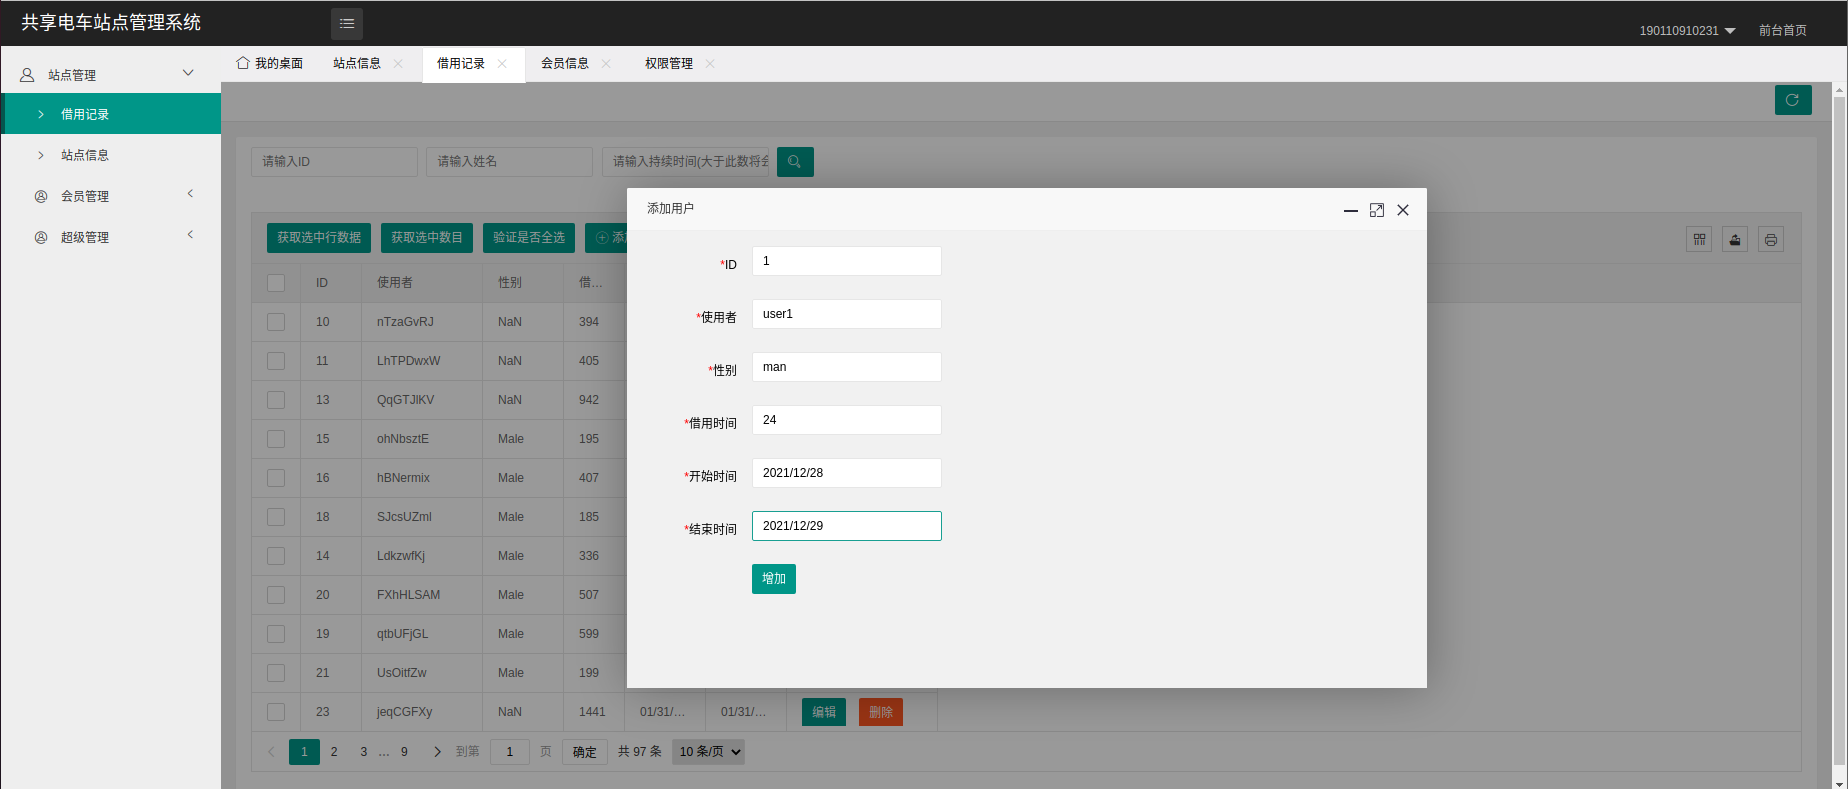 共享电车站点管理系统
190110910231 前台首页
站点管理
借用记录
站点信息
会员管理
超级管理
我的桌面 站点信息 借用记录 会员信息 权限管理
请输入ID 请输入姓名 请输入持续时间(大于此数将会
获取选中行数据 获取选中数目 验证是否全选 添加
ID 使用者 性别 借…
10 nTzaGvRJ NaN 394
11 LhTPDwxW NaN 405
13 QqGTJlKV NaN 942
15 ohNbsztE Male 195
16 hBNermix Male 407
18 SJcsUZml Male 185
14 LdkzwfKj Male 336
20 FXhHLSAM Male 507
19 qtbUFjGL Male 599
21 UsOitfZw Male 199
23 jeqCGFXy NaN 1441 01/31/… 01/31/… 编辑 删除
1 2 3 … 9 到第 1 页 确定 共 97 条 10 条/页
添加用户
*ID 1
*使用者 user1
*性别 man
*借用时间 24
*开始时间 2021/12/28
*结束时间 2021/12/29
增加